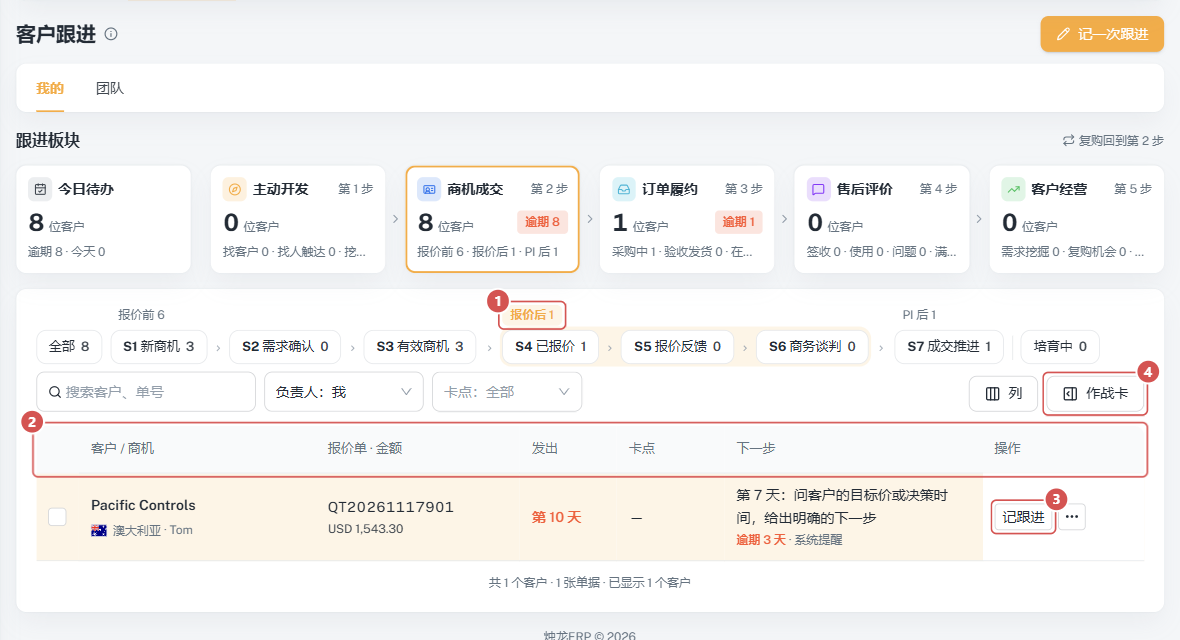 客户跟进
记一次跟进
我的 团队
跟进板块 复购回到第 2 步
今日待办
8 位客户
逾期 8 · 今天 0
主动开发 第 1 步
0 位客户
找客户 0 · 找人触达 0 · 挖...
商机成交 第 2 步
8 位客户 逾期 8
报价前 6 · 报价后 1 · PI 后 1
订单履约 第 3 步
1 位客户 逾期 1
采购中 1 · 验收发货 0 · 在...
售后评价 第 4 步
0 位客户
签收 0 · 使用 0 · 问题 0 · 满...
客户经营 第 5 步
0 位客户
需求挖掘 0 · 复购机会 0 · ...
1
报价前 6 报价后 1 PI 后 1
全部 8 S1 新商机 3 S2 需求确认 0 S3 有效商机 3 S4 已报价 1 S5 报价反馈 0 S6 商务谈判 0 S7 成交推进 1 培育中 0
4
搜索客户、单号 负责人：我 卡点：全部 列 作战卡
2
客户 / 商机 报价单 · 金额 发出 卡点 下一步 操作
3
Pacific Controls
澳大利亚 · Tom
QT20261117901
USD 1,543.30
第 10 天
—
第 7 天：问客户的目标价或决策时
间，给出明确的下一步
逾期 3 天 · 系统提醒
记跟进 ···
共 1 个客户 · 1 张单据 · 已显示 1 个客户
烛龙ERP © 2026